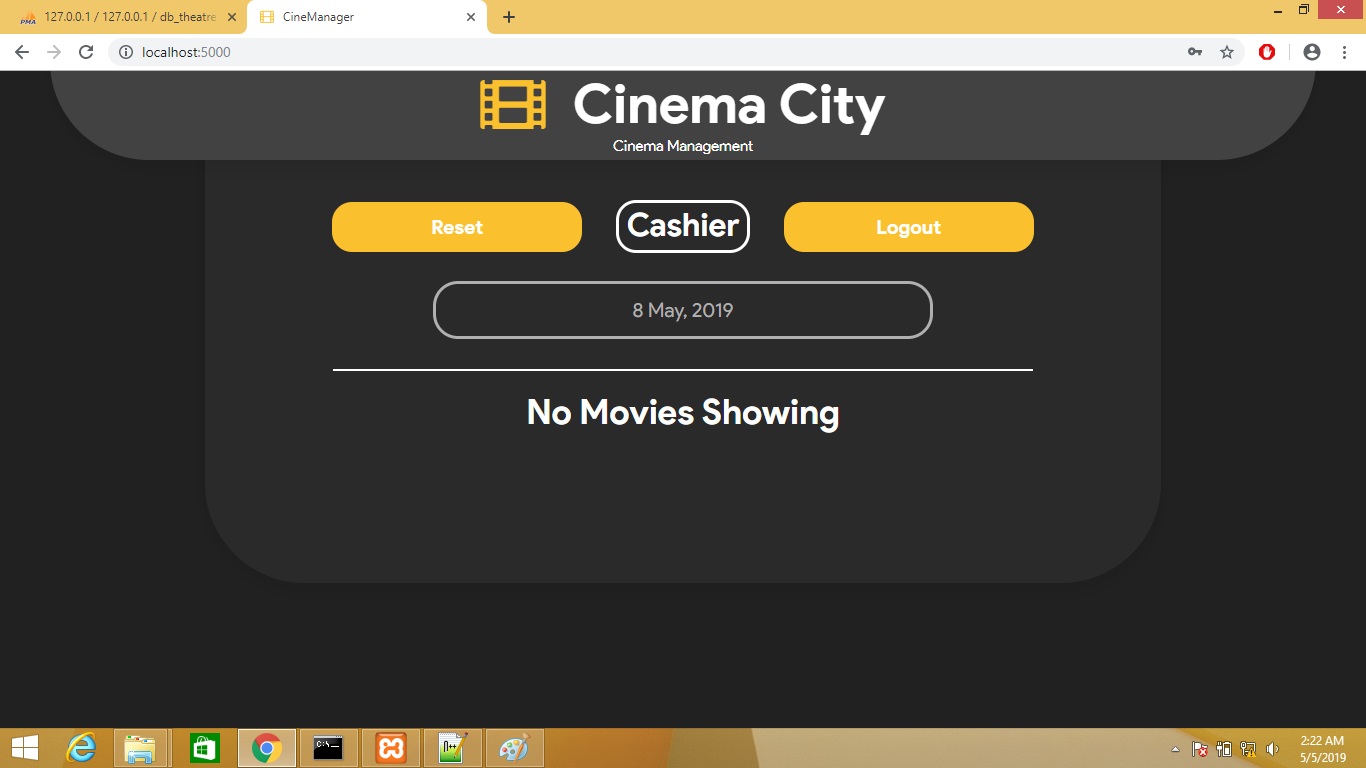 127.0.0.1 / 127.0.0.1 / db_theatre
CineManager
localhost:5000
Cinema City
Cinema Management
Reset
Cashier
Logout
8 May, 2019
No Movies Showing
2:22 AM
5/5/2019